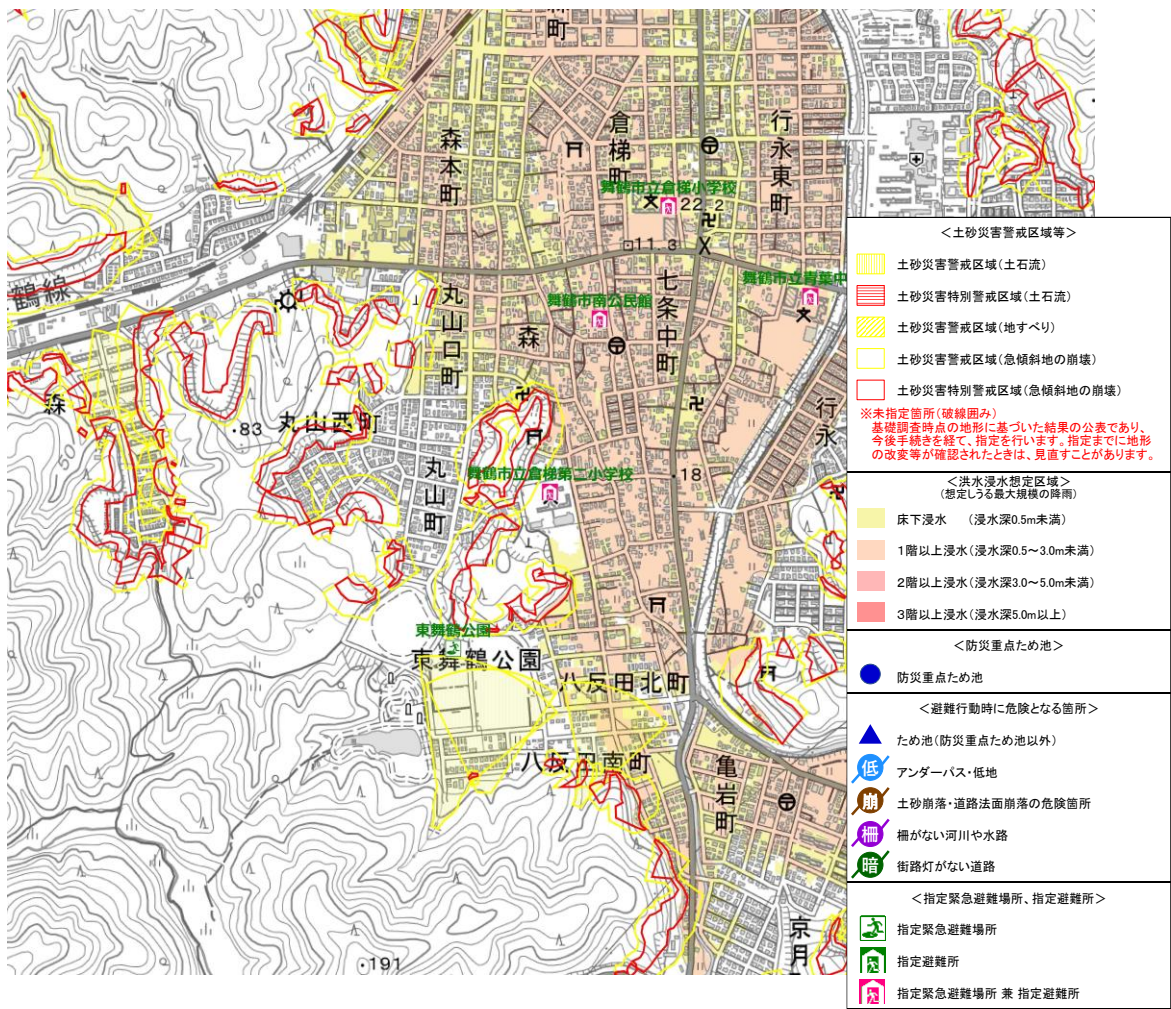 森町
森本町
倉梯町
行永東町
舞鶴市立倉梯小学校
22.2
11.3
鶴線
丸山口町
舞鶴市南公民館
七条中町
舞鶴市立青葉中
森
森
83
丸山西町
50
行永
舞鶴市立倉梯第二小学校
丸山町
18
50
東舞鶴公園
東舞鶴公園
八反田北町
八反田南町
亀岩町
京月
191
＜土砂災害警戒区域等＞
土砂災害警戒区域（土石流）
土砂災害特別警戒区域（土石流）
土砂災害警戒区域（地すべり）
土砂災害警戒区域（急傾斜地の崩壊）
土砂災害特別警戒区域（急傾斜地の崩壊）
※未指定箇所（破線囲み）
基礎調査時点の地形に基づいた結果の公表であり、
今後手続きを経て、指定を行います。指定までに地形
の改変等が確認されたときは、見直すことがあります。
＜洪水浸水想定区域＞
（想定しうる最大規模の降雨）
床下浸水　（浸水深0.5m未満）
1階以上浸水（浸水深0.5～3.0m未満）
2階以上浸水（浸水深3.0～5.0m未満）
3階以上浸水（浸水深5.0m以上）
＜防災重点ため池＞
防災重点ため池
＜避難行動時に危険となる箇所＞
ため池（防災重点ため池以外）
低 アンダーパス・低地
崩 土砂崩落・道路法面崩落の危険箇所
柵 柵がない河川や水路
暗 街路灯がない道路
＜指定緊急避難場所、指定避難所＞
指定緊急避難場所
指定避難所
指定緊急避難場所 兼 指定避難所